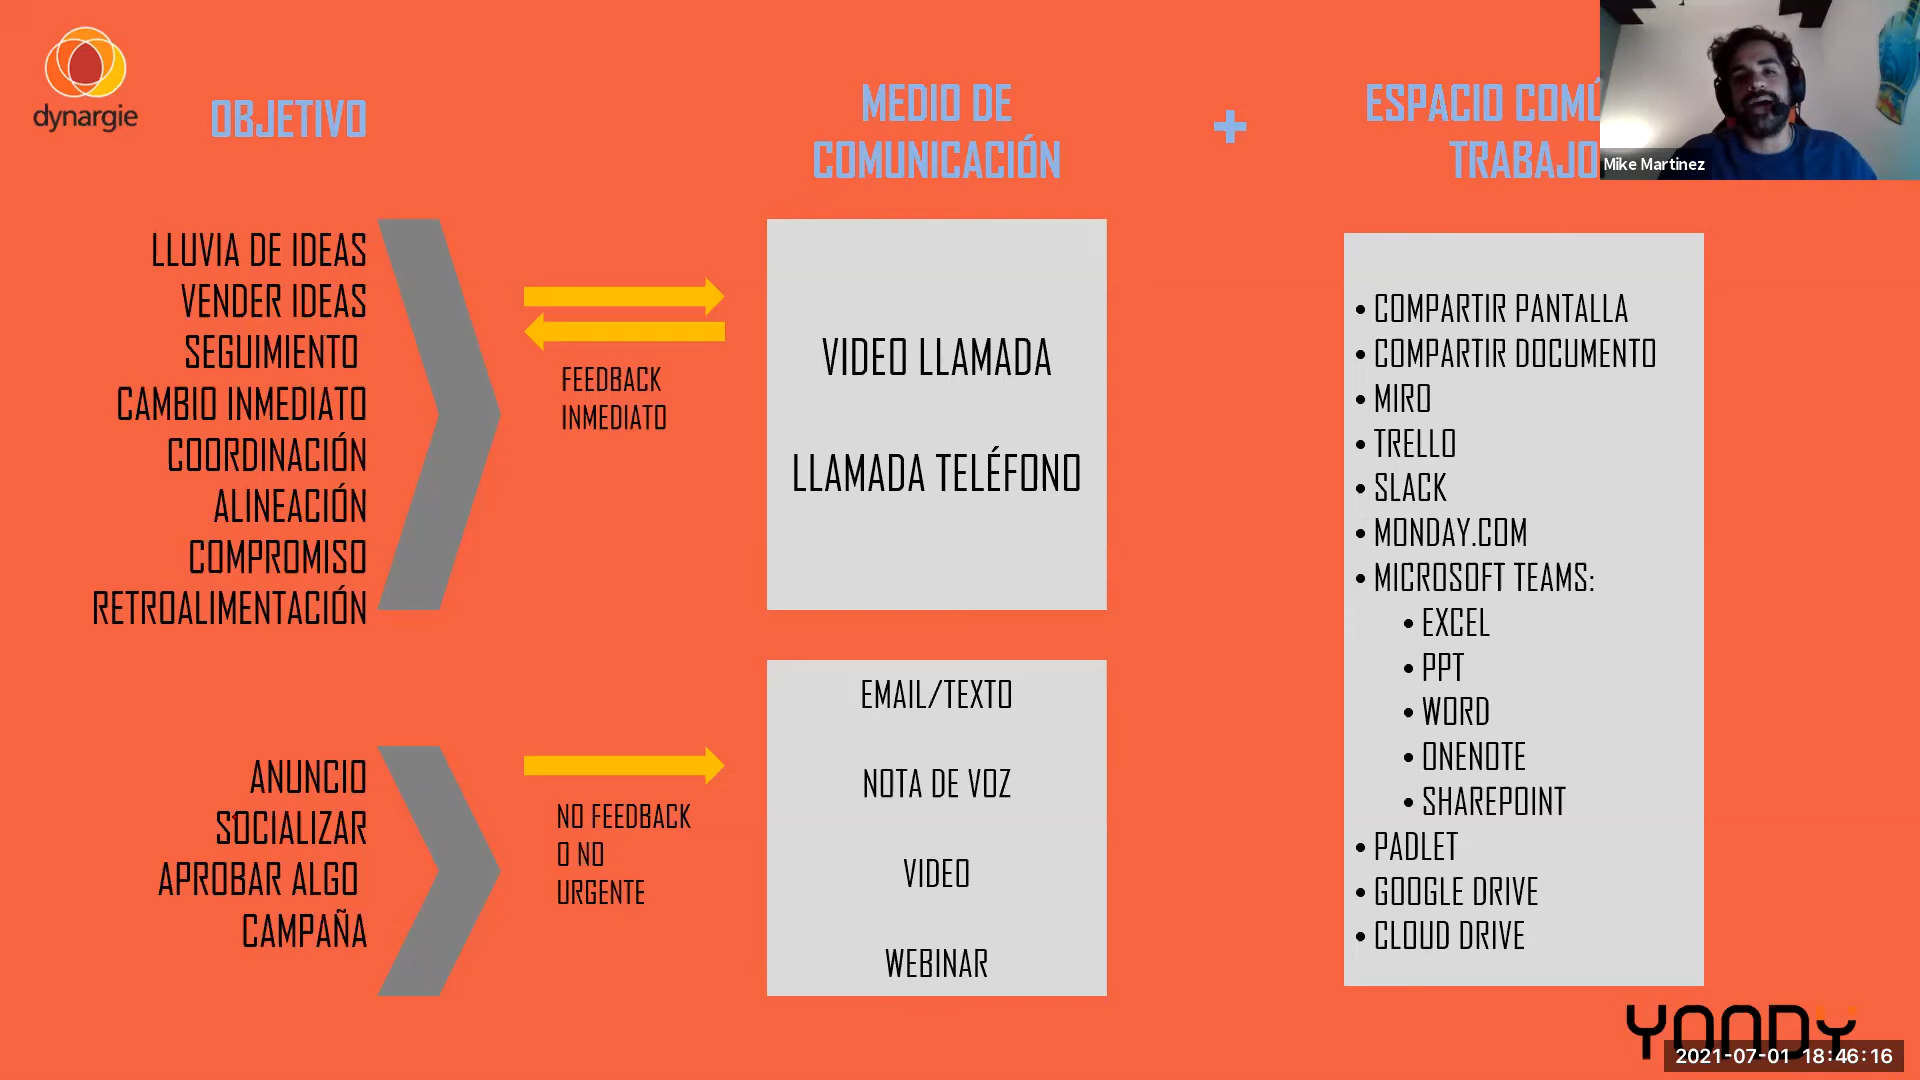 dynargie
OBJETIVO
MEDIO DE
COMUNICACIÓN
+
ESPACIO
TRABAJO
Mike Martinez
LLUVIA DE IDEAS
VENDER IDEAS
SEGUIMIENTO
CAMBIO INMEDIATO
COORDINACIÓN
ALINEACIÓN
COMPROMISO
RETROALIMENTACIÓN
FEEDBACK
INMEDIATO
VIDEO LLAMADA
LLAMADA TELÉFONO
ANUNCIO
SOCIALIZAR
APROBAR ALGO
CAMPAÑA
NO FEEDBACK
O NO
URGENTE
EMAIL/TEXTO
NOTA DE VOZ
VIDEO
WEBINAR
• COMPARTIR PANTALLA
• COMPARTIR DOCUMENTO
• MIRO
• TRELLO
• SLACK
• MONDAY.COM
• MICROSOFT TEAMS:
• EXCEL
• PPT
• WORD
• ONENOTE
• SHAREPOINT
• PADLET
• GOOGLE DRIVE
• CLOUD DRIVE
2021-07-01 18:46:16